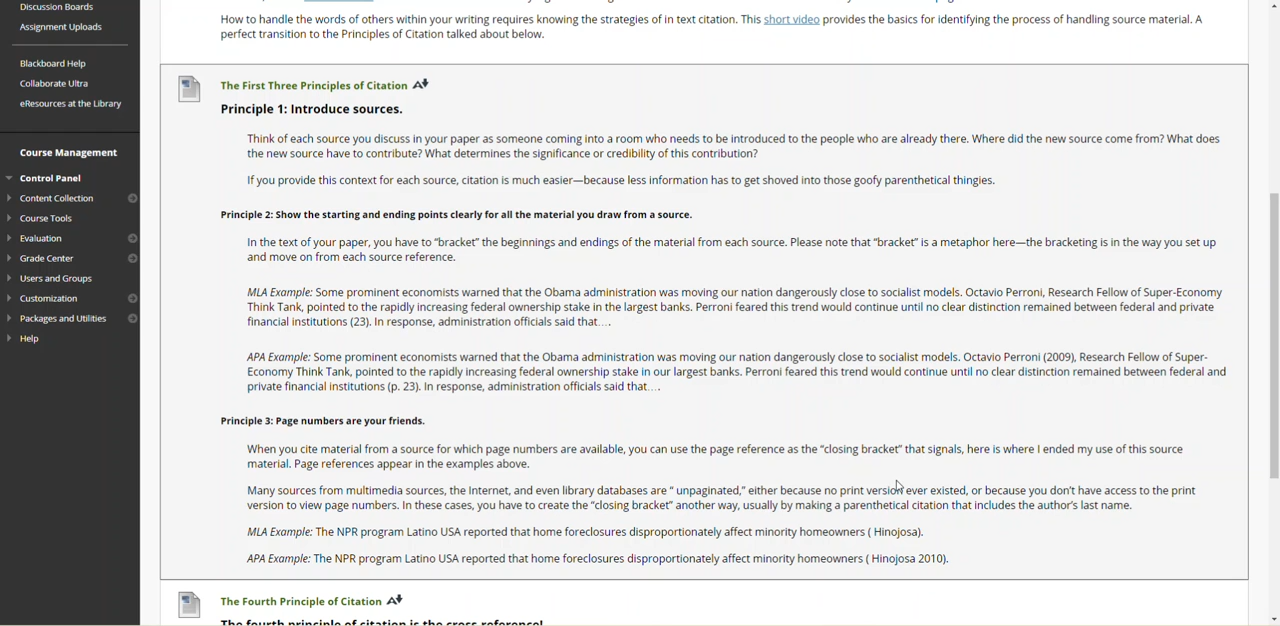 Discussion Boards
Assignment Uploads
Blackboard Help
Collaborate Ultra
eResources at the Library
Course Management
Control Panel
Content Collection
Course Tools
Evaluation
Grade Center
Users and Groups
Customization
Packages and Utilities
Help
How to handle the words of others within your writing requires knowing the strategies of in text citation. This short video provides the basics for identifying the process of handling source material. A
perfect transition to the Principles of Citation talked about below.
The First Three Principles of Citation
Principle 1: Introduce sources.
Think of each source you discuss in your paper as someone coming into a room who needs to be introduced to the people who are already there. Where did the new source come from? What does
the new source have to contribute? What determines the significance or credibility of this contribution?
If you provide this context for each source, citation is much easier—because less information has to get shoved into those goofy parenthetical thingies.
Principle 2: Show the starting and ending points clearly for all the material you draw from a source.
In the text of your paper, you have to “bracket” the beginnings and endings of the material from each source. Please note that “bracket” is a metaphor here—the bracketing is in the way you set up
and move on from each source reference.
MLA Example: Some prominent economists warned that the Obama administration was moving our nation dangerously close to socialist models. Octavio Perroni, Research Fellow of Super-Economy
Think Tank, pointed to the rapidly increasing federal ownership stake in the largest banks. Perroni feared this trend would continue until no clear distinction remained between federal and private
financial institutions (23). In response, administration officials said that….
APA Example: Some prominent economists warned that the Obama administration was moving our nation dangerously close to socialist models. Octavio Perroni (2009), Research Fellow of Super-
Economy Think Tank, pointed to the rapidly increasing federal ownership stake in our largest banks. Perroni feared this trend would continue until no clear distinction remained between federal and
private financial institutions (p. 23). In response, administration officials said that….
Principle 3: Page numbers are your friends.
When you cite material from a source for which page numbers are available, you can use the page reference as the “closing bracket” that signals, here is where I ended my use of this source
material. Page references appear in the examples above.
Many sources from multimedia sources, the Internet, and even library databases are “ unpaginated,” either because no print version ever existed, or because you don’t have access to the print
version to view page numbers. In these cases, you have to create the “closing bracket” another way, usually by making a parenthetical citation that includes the author’s last name.
MLA Example: The NPR program Latino USA reported that home foreclosures disproportionately affect minority homeowners ( Hinojosa).
APA Example: The NPR program Latino USA reported that home foreclosures disproportionately affect minority homeowners ( Hinojosa 2010).
The Fourth Principle of Citation
The fourth principle of citation is the cross reference!